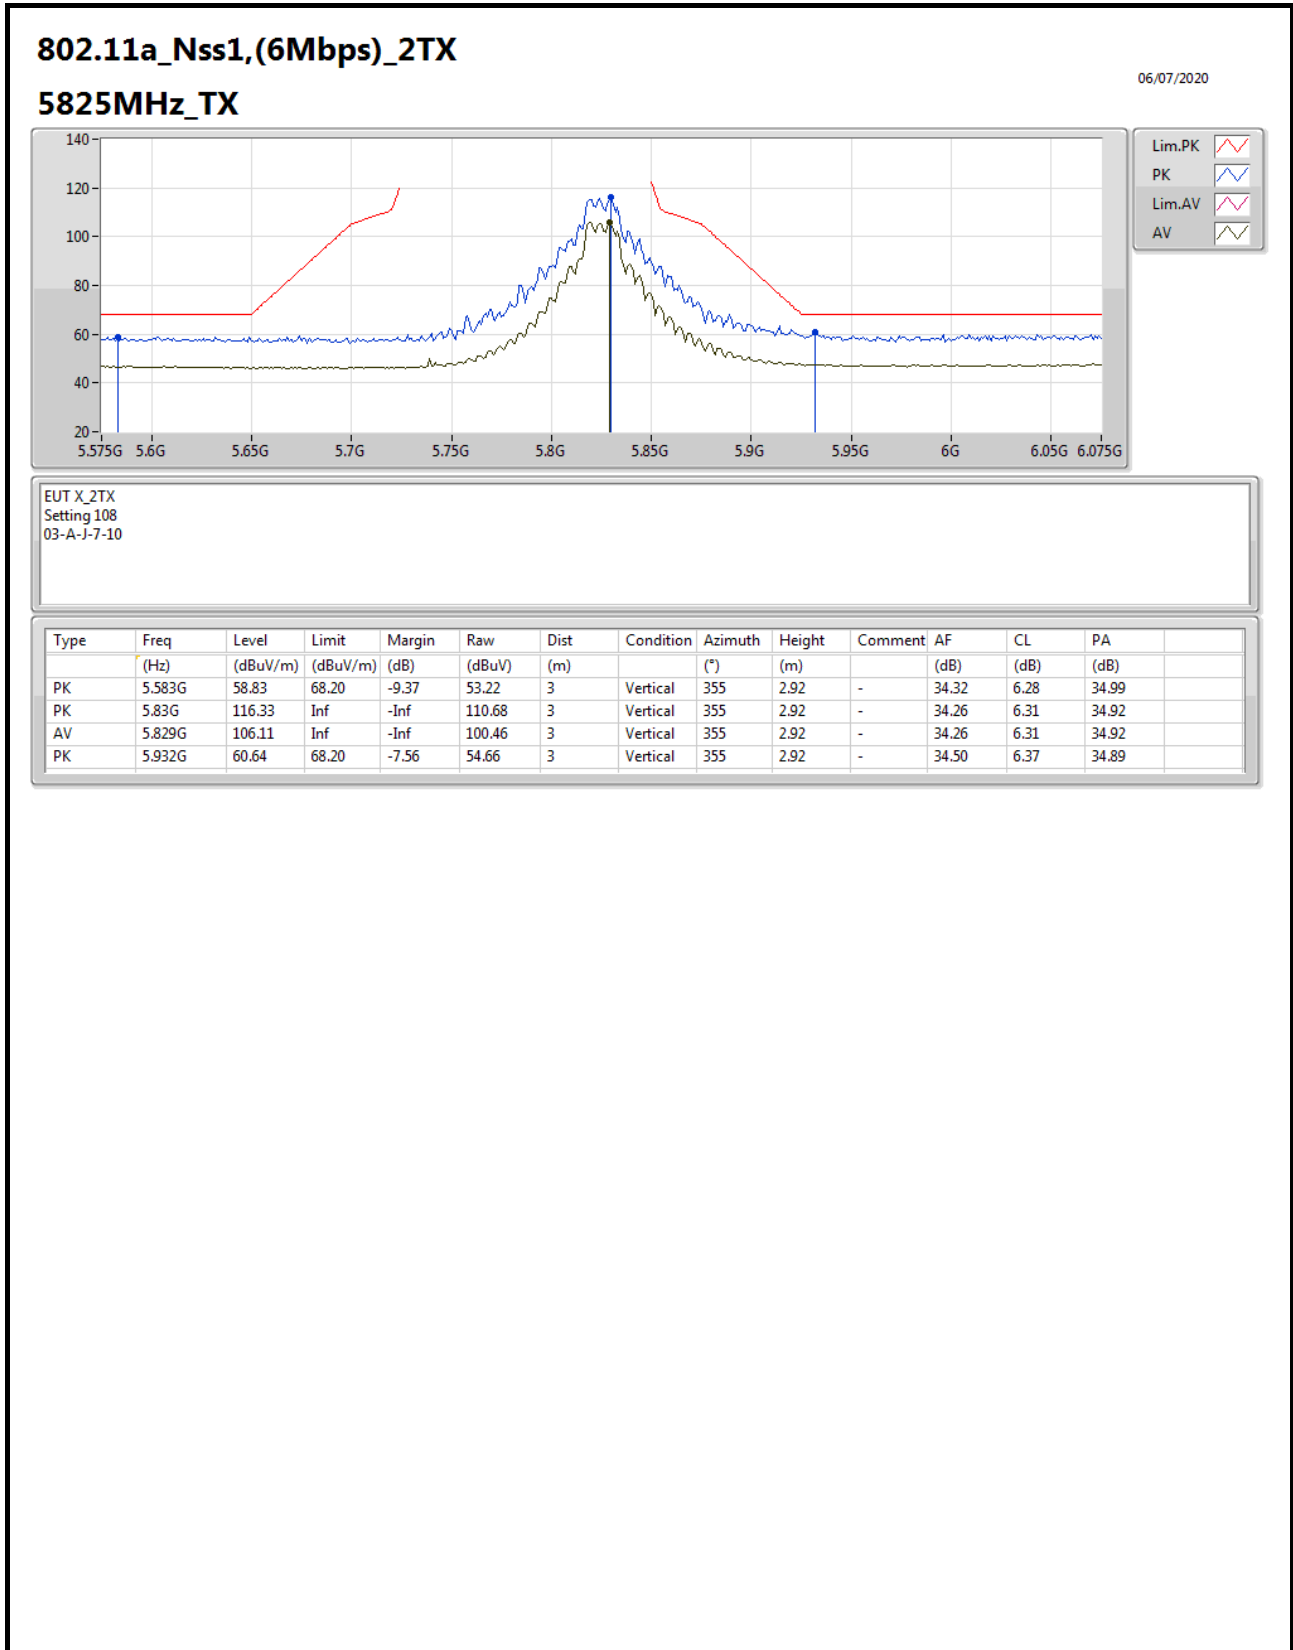 802.11a_Nss1,(6Mbps)_2TX
06/07/2020
5825MHz_TX
140
120
100
80
60
40
20
5.575G 5.6G 5.65G 5.7G 5.75G 5.8G 5.85G 5.9G 5.95G 6G 6.05G 6.075G
Lim.PK
PK
Lim.AV
AV
EUT X_2TX
Setting 108
03-A-J-7-10
Type Freq Level Limit Margin Raw Dist Condition Azimuth Height Comment AF CL PA
(Hz) (dBuV/m) (dBuV/m) (dB) (dBuV) (m) (°) (m) (dB) (dB) (dB)
PK 5.583G 58.83 68.20 -9.37 53.22 3 Vertical 355 2.92 - 34.32 6.28 34.99
PK 5.83G 116.33 Inf -Inf 110.68 3 Vertical 355 2.92 - 34.26 6.31 34.92
AV 5.829G 106.11 Inf -Inf 100.46 3 Vertical 355 2.92 - 34.26 6.31 34.92
PK 5.932G 60.64 68.20 -7.56 54.66 3 Vertical 355 2.92 - 34.50 6.37 34.89